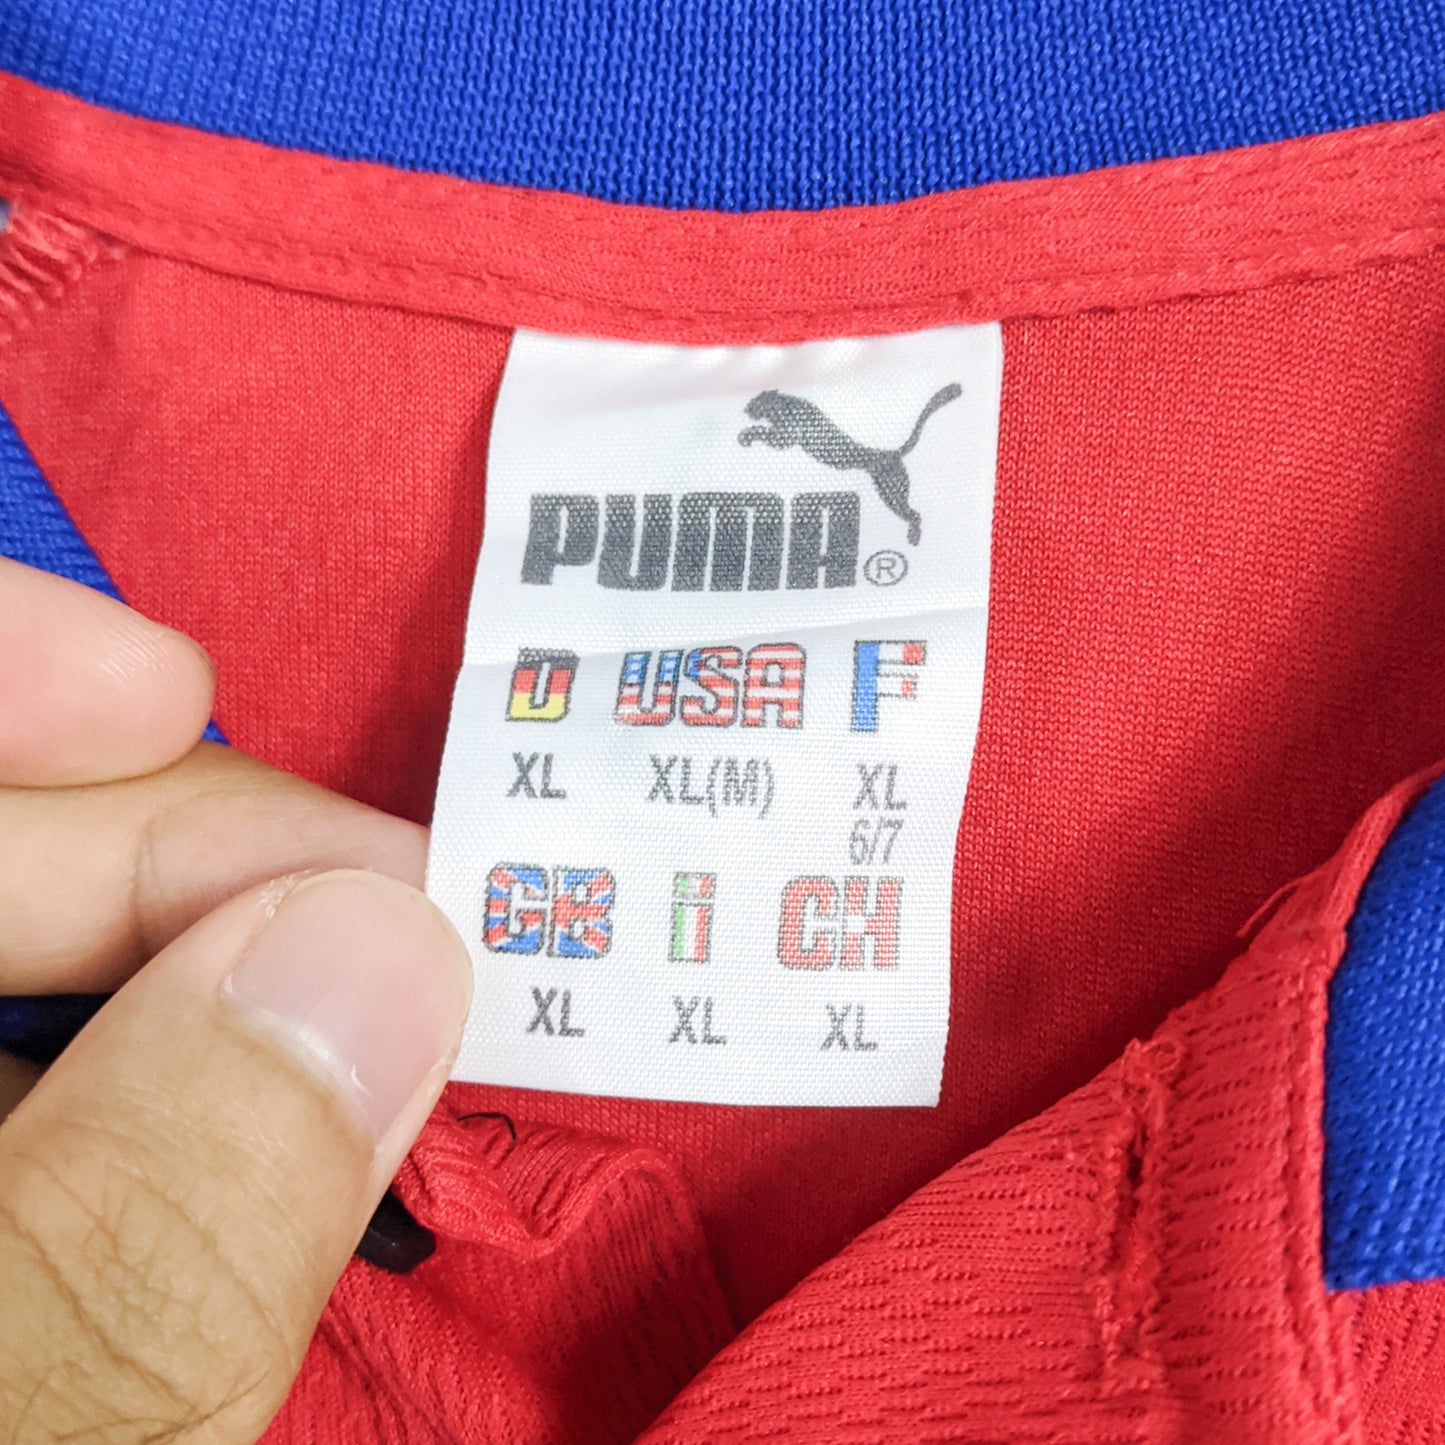 PUMA®
D USA F
XL XL(M) XL
6/7
GB i CH
XL XL XL